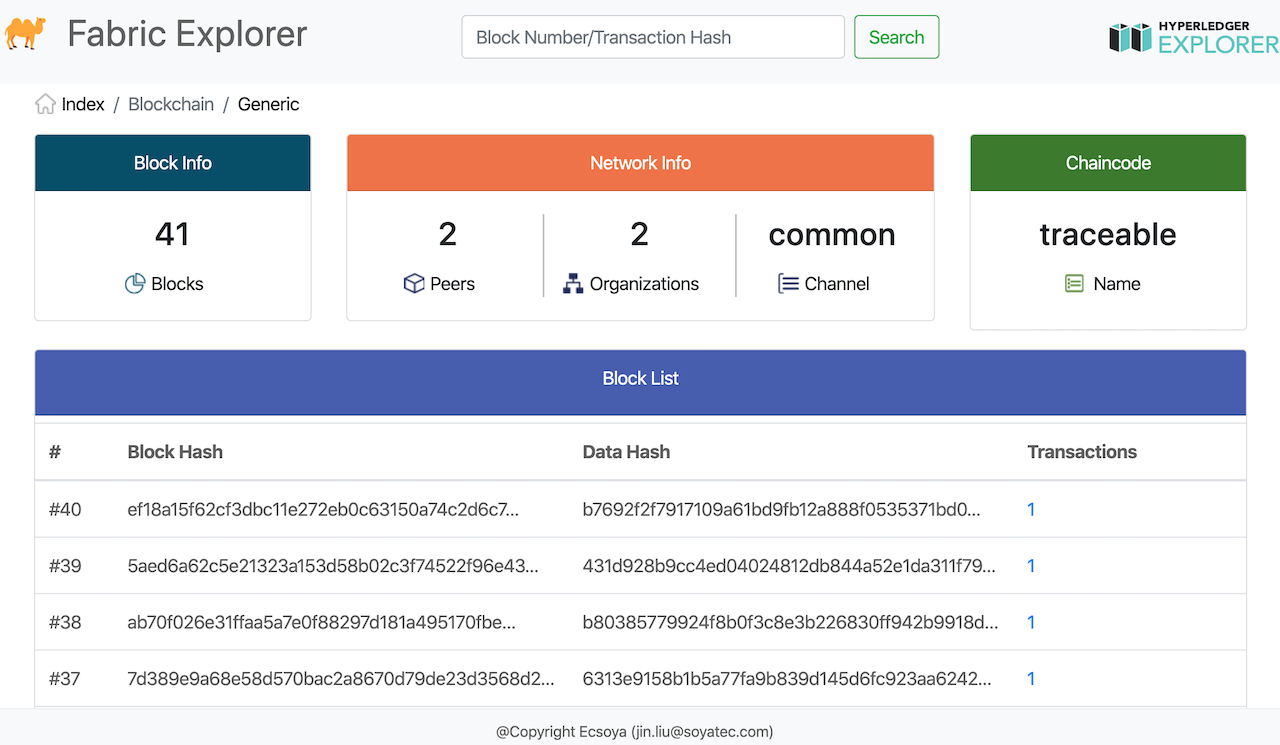 Fabric Explorer
Block Number/Transaction Hash
Search
HYPERLEDGER
EXPLORER
Index / Blockchain / Generic
Block Info
41
Blocks
Network Info
2
Peers
2
Organizations
common
Channel
Chaincode
traceable
Name
Block List
# Block Hash Data Hash Transactions
#40 ef18a15f62cf3dbc11e272eb0c63150a74c2d6c7... b7692f2f7917109a61bd9fb12a888f0535371bd0... 1
#39 5aed6a62c5e21323a153d58b02c3f74522f96e43... 431d928b9cc4ed04024812db844a52e1da311f79... 1
#38 ab70f026e31ffaa5a7e0f88297d181a495170fbe... b80385779924f8b0f3c8e3b226830ff942b9918d... 1
#37 7d389e9a68e58d570bac2a8670d79de23d3568d2... 6313e9158b1b5a77fa9b839d145d6fc923aa6242... 1
@Copyright Ecsoya (jin.liu@soyatec.com)